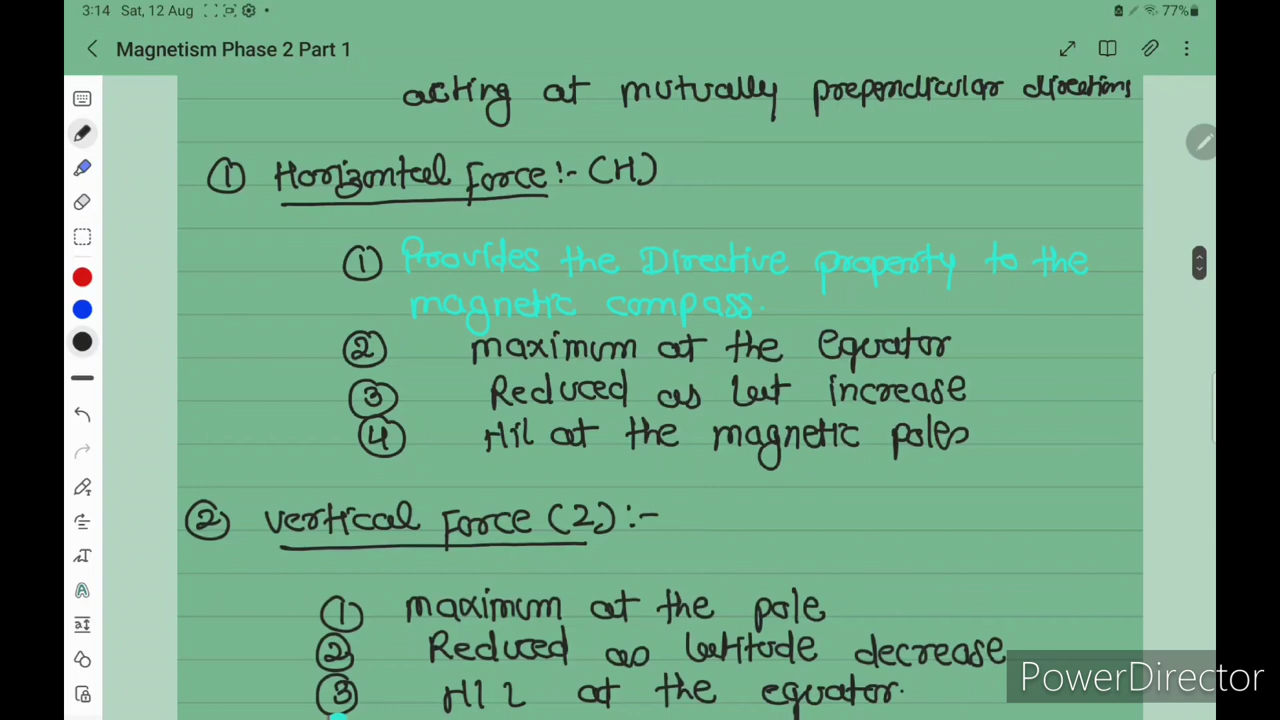 3:14 Sat, 12 Aug 77%
Magnetism Phase 2 Part 1
acting at mutually prependicular directions
① Horizontal Force :- (H)
① Provides the Directive property to the
magnetic compass.
② maximum at the equator
③ Reduced as lat increase
④ Nil at the magnetic poles
② vertical Force (Z) :-
① maximum at the pole
② Reduced as latitude decrease
③ Nil at the equator.
PowerDirector